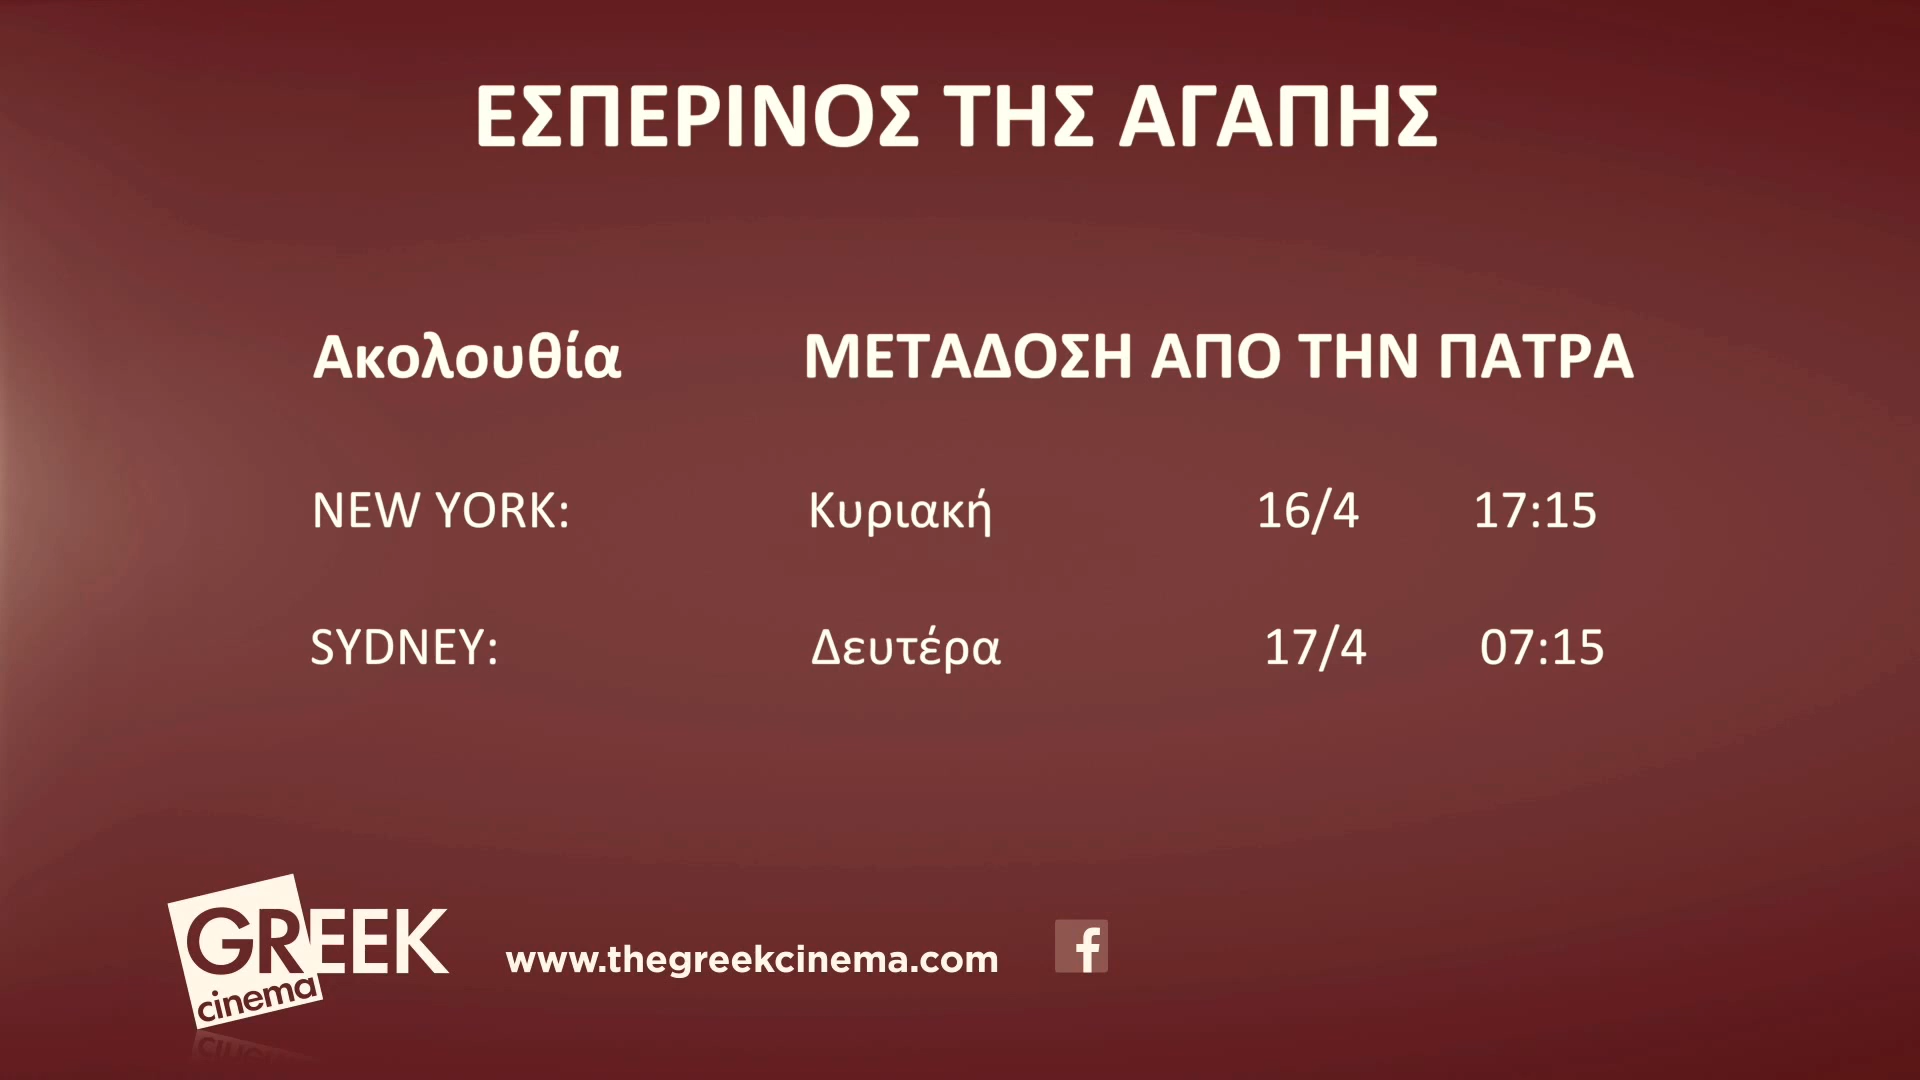 ΕΣΠΕΡΙΝΟΣ ΤΗΣ ΑΓΑΠΗΣ
Ακολουθία ΜΕΤΑΔΟΣΗ ΑΠΟ ΤΗΝ ΠΑΤΡΑ
NEW YORK: Κυριακή 16/4 17:15
SYDNEY: Δευτέρα 17/4 07:15
GREEK
cinema
www.thegreekcinema.com
f